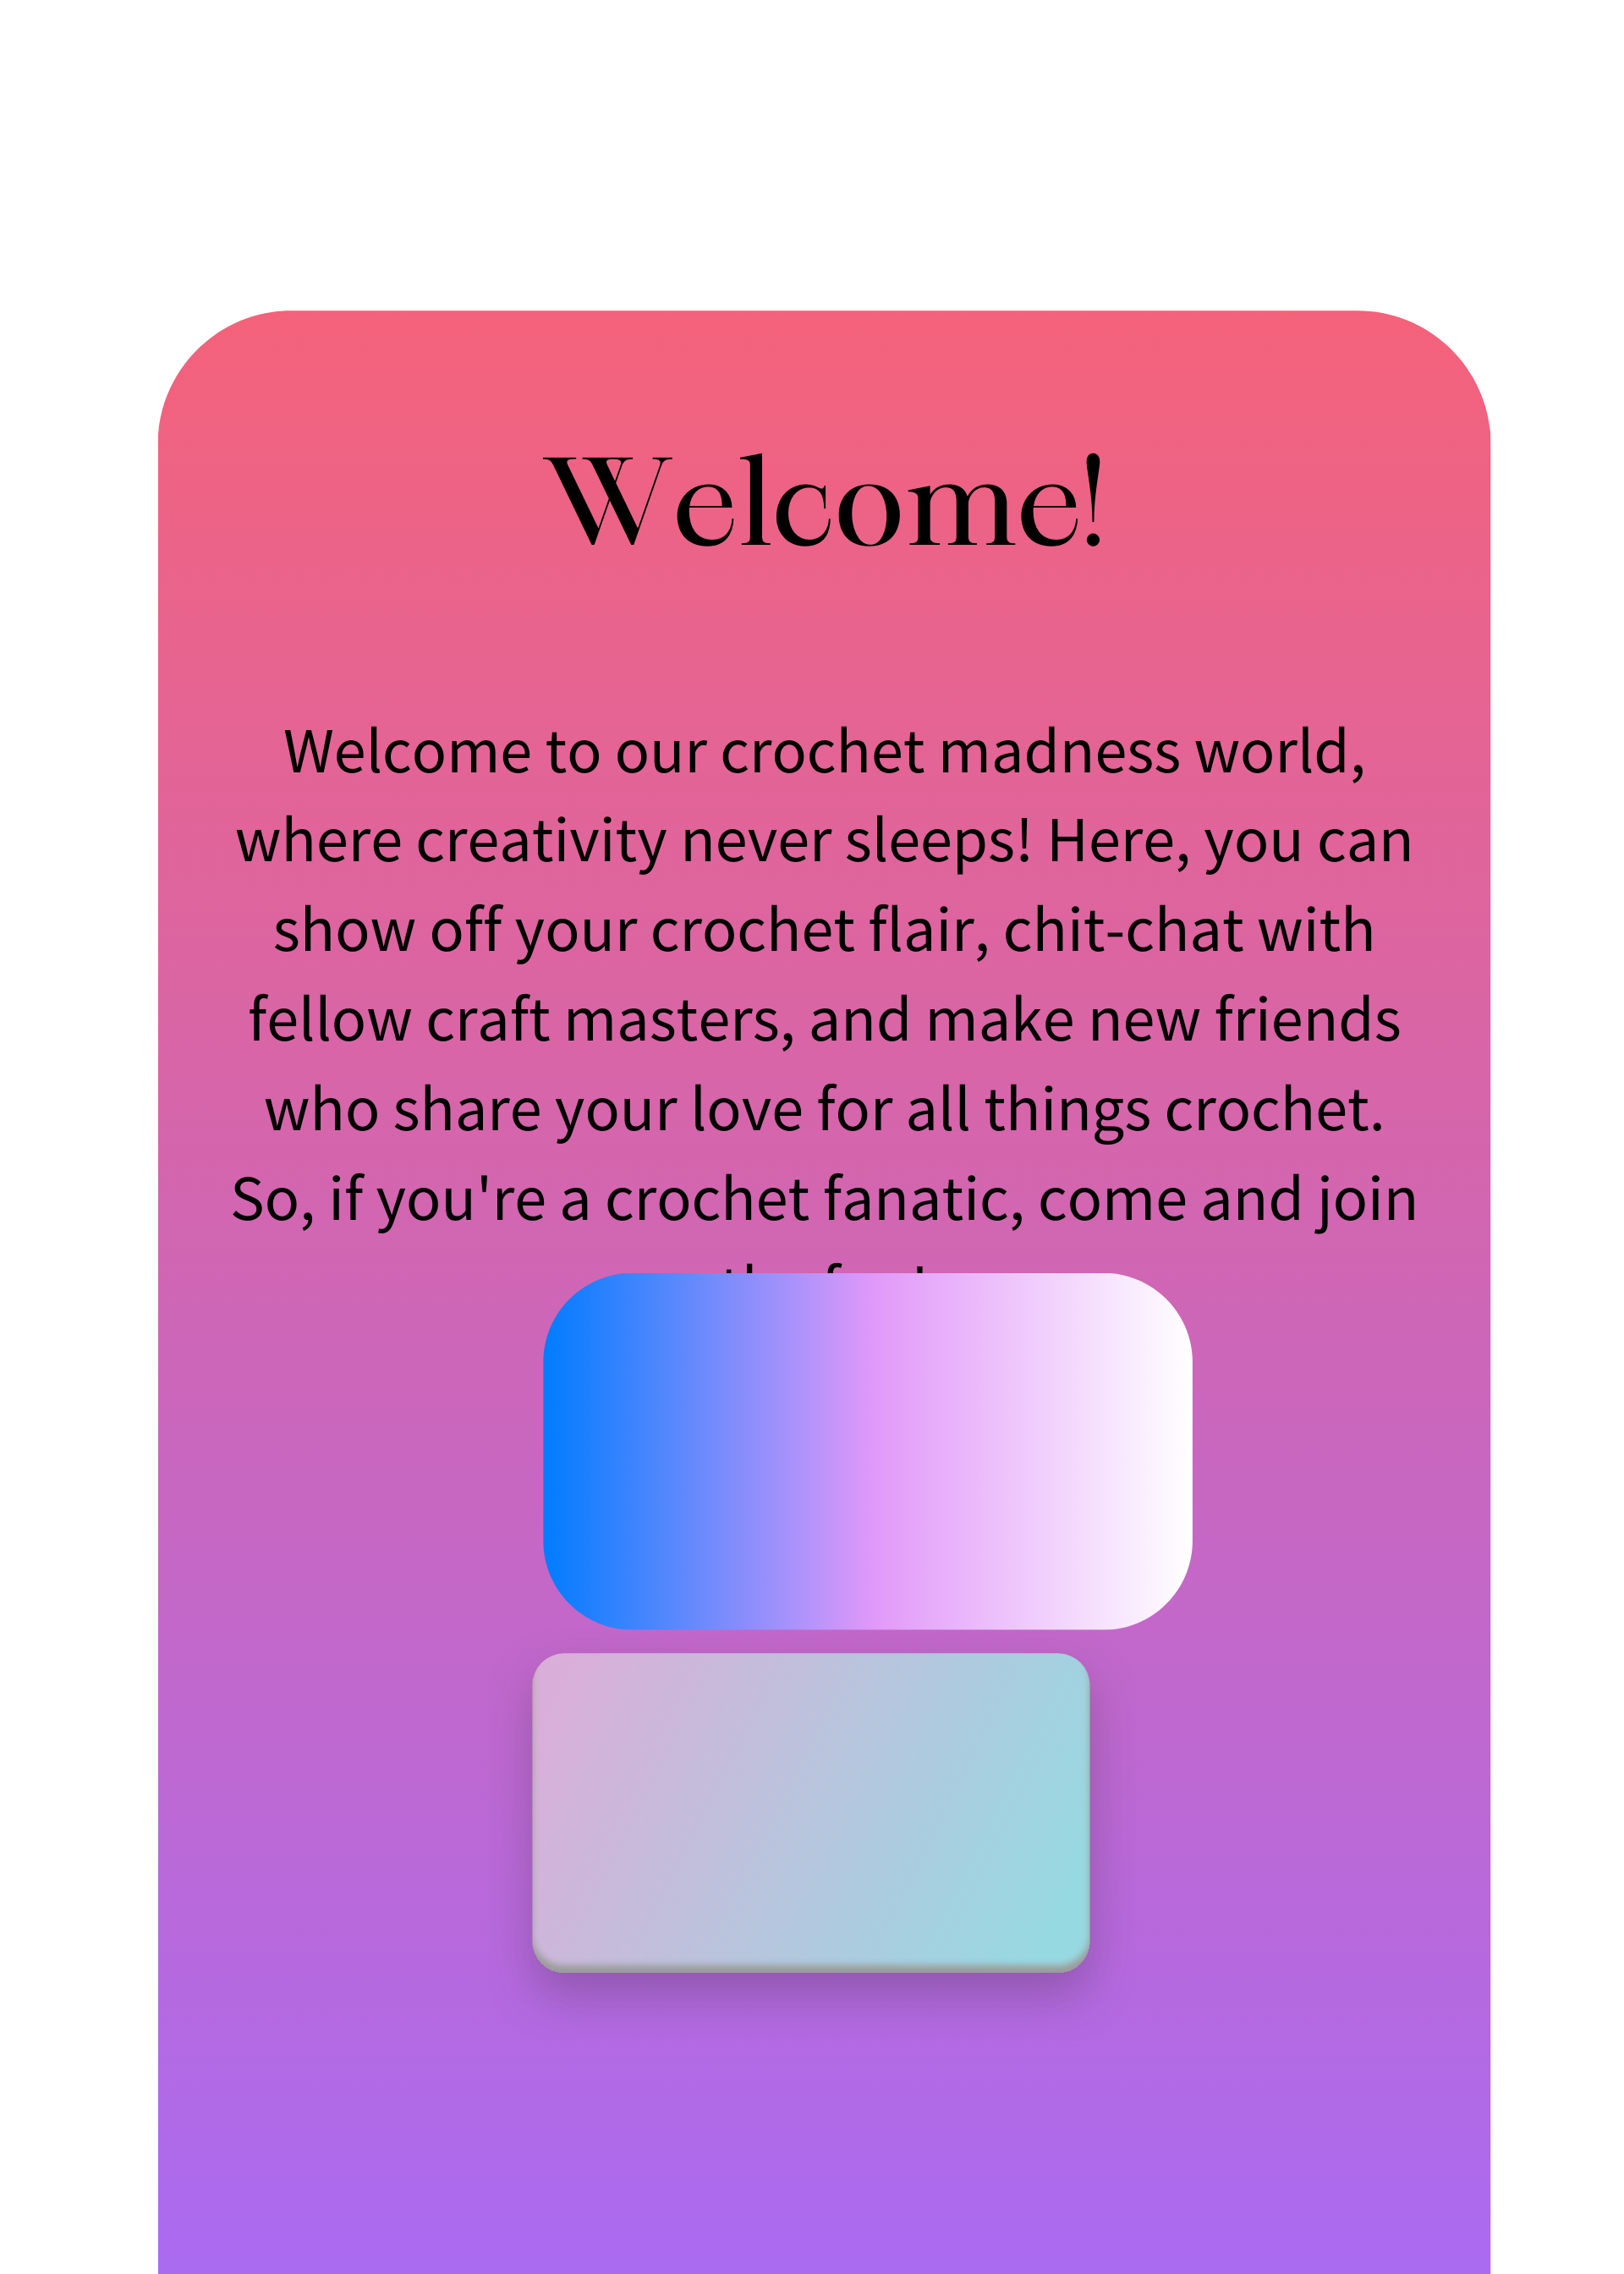 Welcome!
Welcome to our crochet madness world,
where creativity never sleeps! Here, you can
show off your crochet flair, chit-chat with
fellow craft masters, and make new friends
who share your love for all things crochet.
So, if you're a crochet fanatic, come and join